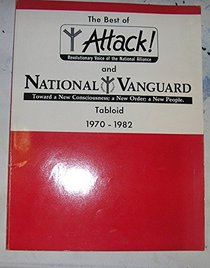 The Best of
Attack!
Revolutionary Voice of the National Alliance
and
NATIONAL VANGUARD
Toward a New Consciousness; a New Order; a New People.
Tabloid
1970 - 1982